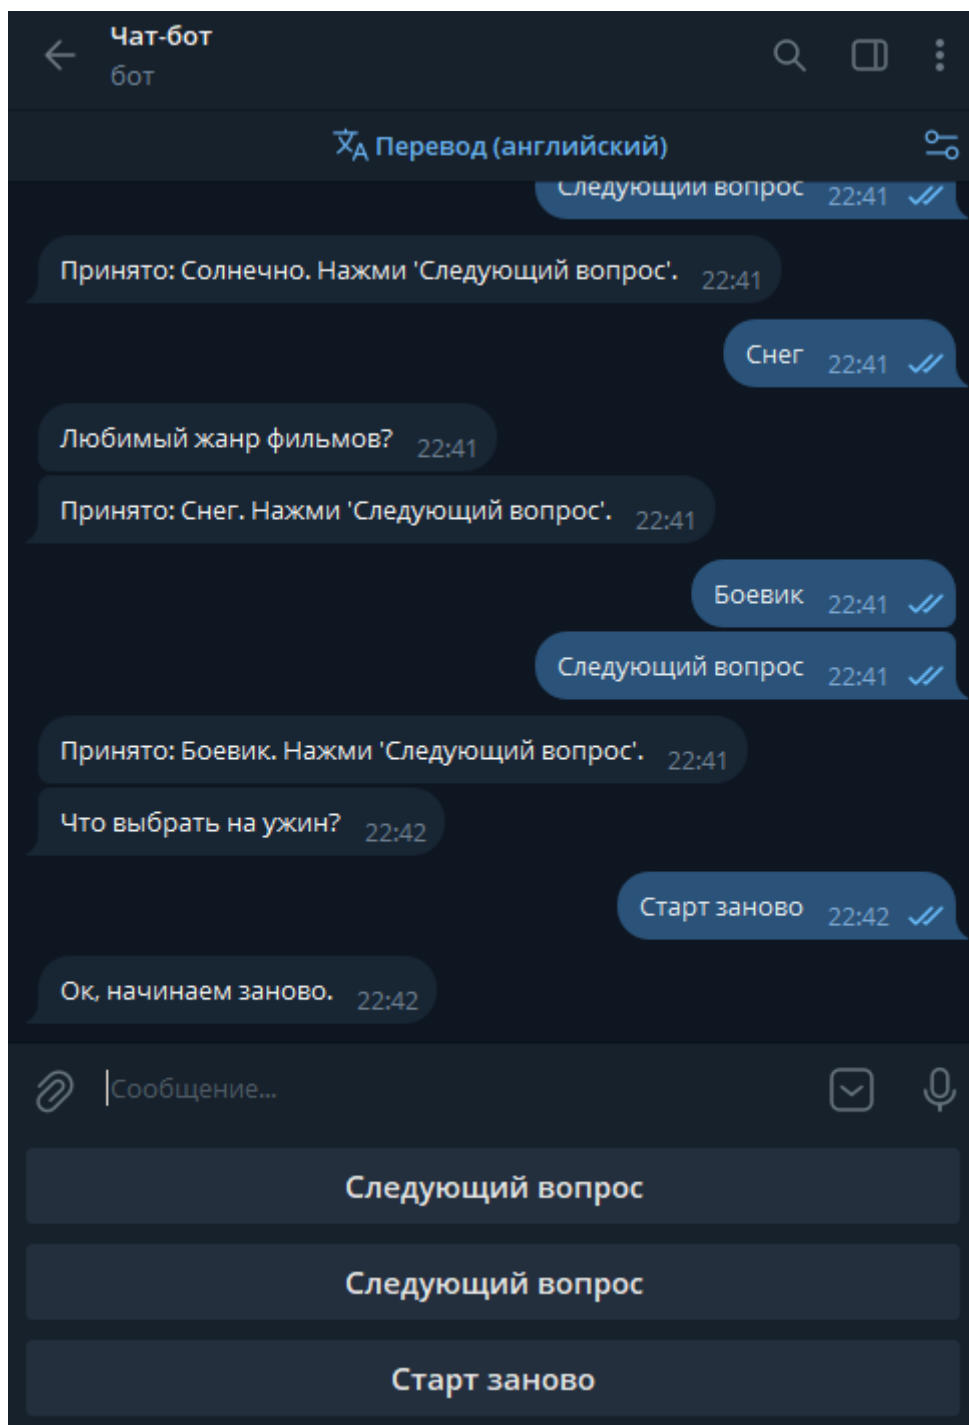 Чат-бот
бот
Перевод (английский)
Следующий вопрос 22:41
Принято: Солнечно. Нажми 'Следующий вопрос'. 22:41
Снег 22:41
Любимый жанр фильмов? 22:41
Принято: Снег. Нажми 'Следующий вопрос'. 22:41
Боевик 22:41
Следующий вопрос 22:41
Принято: Боевик. Нажми 'Следующий вопрос'. 22:41
Что выбрать на ужин? 22:42
Старт заново 22:42
Ок, начинаем заново. 22:42
Сообщение...
Следующий вопрос
Следующий вопрос
Старт заново